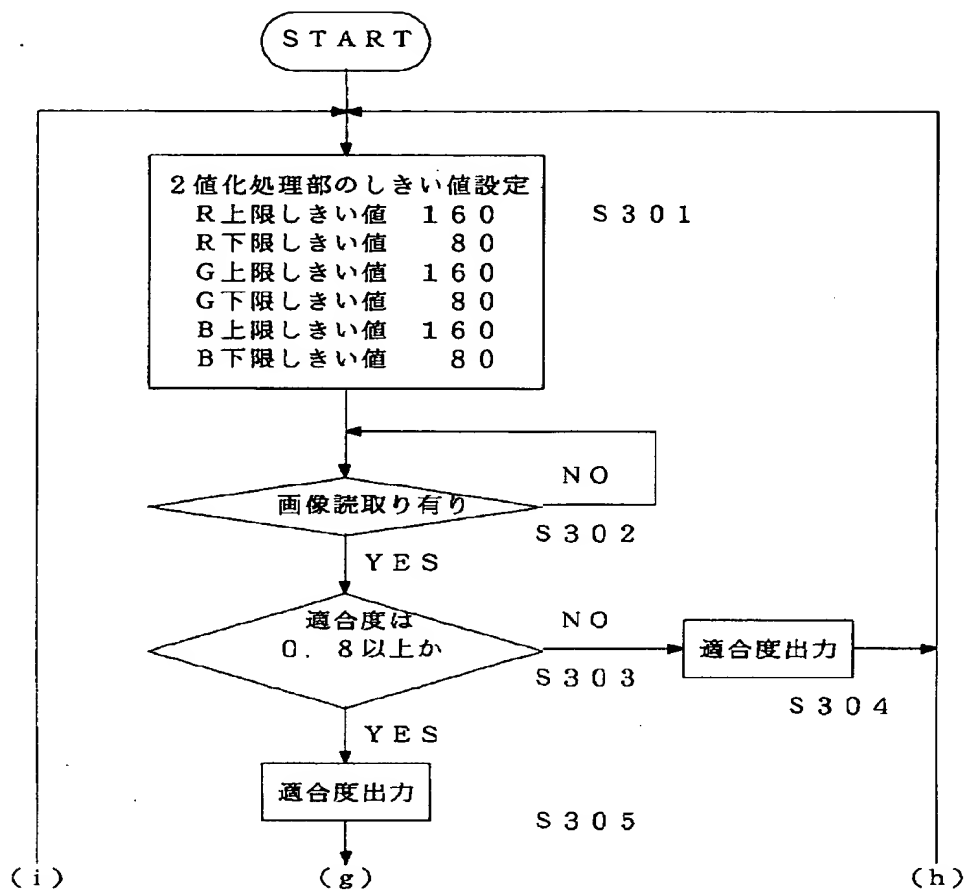 START
2値化処理部のしきい値設定
R上限しきい値 160
S301
R下限しきい値 80
G上限しきい値 160
G下限しきい値 80
B上限しきい値 160
B下限しきい値 80
NO
画像読取り有り
S302
YES
適合度は
0.8以上か
NO
適合度出力
S303
S304
YES
適合度出力
S305
(i)
(g)
(h)